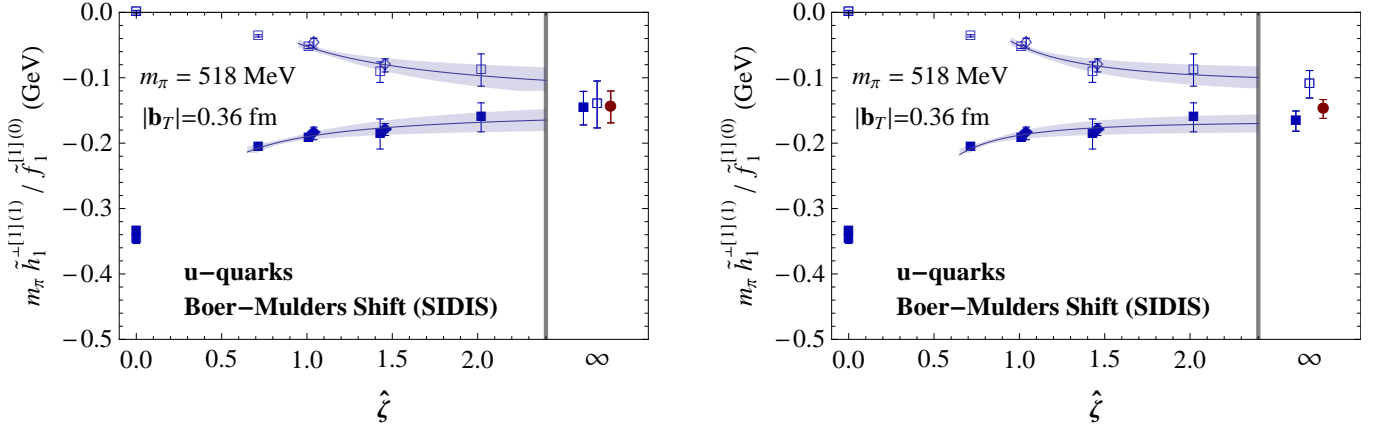 0.0
−0.1
−0.2
−0.3
−0.4
−0.5
m_π h̃_1^{⊥[1](1)} / f̃_1^{[1](0)} (GeV)
m_π = 518 MeV
|b_T|=0.36 fm
u−quarks
Boer−Mulders Shift (SIDIS)
0.0 0.5 1.0 1.5 2.0 ∞
ζ̂
0.0
−0.1
−0.2
−0.3
−0.4
−0.5
m_π h̃_1^{⊥[1](1)} / f̃_1^{[1](0)} (GeV)
m_π = 518 MeV
|b_T|=0.36 fm
u−quarks
Boer−Mulders Shift (SIDIS)
0.0 0.5 1.0 1.5 2.0 ∞
ζ̂